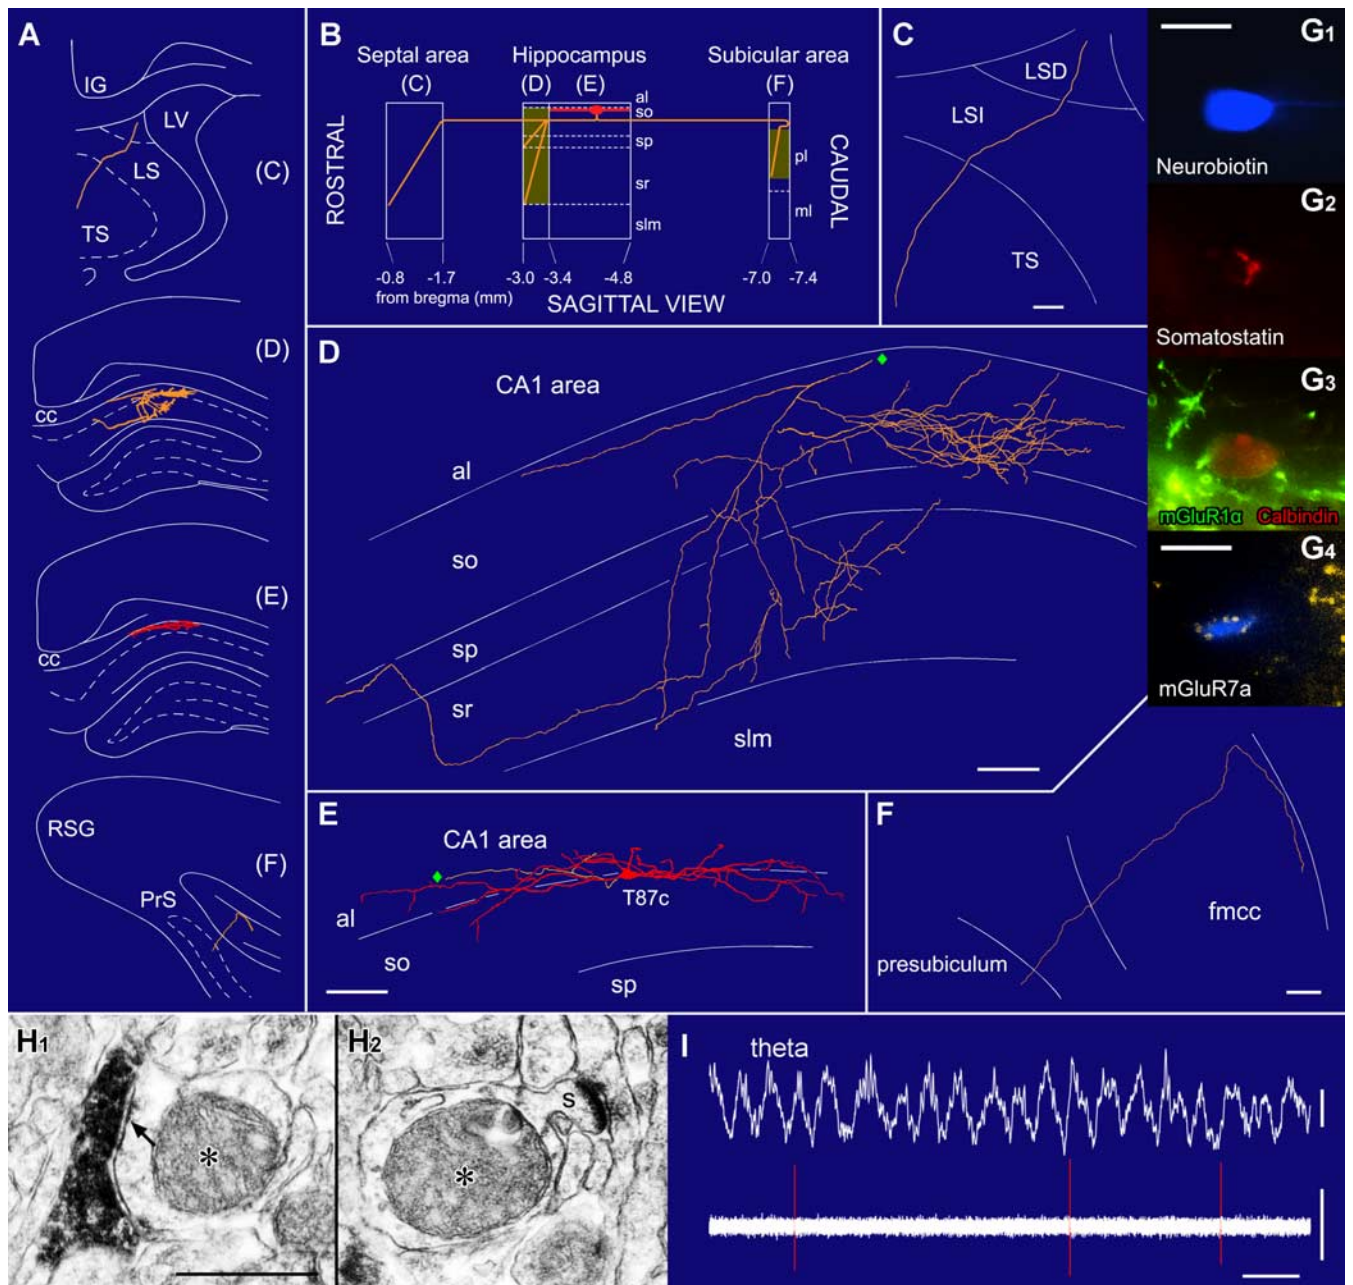 A
IG
LV
LS
(C)
TS
(D)
cc
(E)
cc
RSG
(F)
PrS
B
Septal area
Hippocampus
Subicular area
(C)
(D)
(E)
(F)
al
so
sp
sr
slm
pl
ml
ROSTRAL
CAUDAL
-0.8
-1.7
-3.0
-3.4
-4.8
-7.0
-7.4
from bregma (mm)
SAGITTAL VIEW
C
LSD
LSI
TS
D
CA1 area
al
so
sp
sr
slm
E
CA1 area
T87c
al
so
sp
F
fmcc
presubiculum
G1
Neurobiotin
G2
Somatostatin
G3
mGluR1α Calbindin
G4
mGluR7a
H1
*
H2
s
*
I
theta